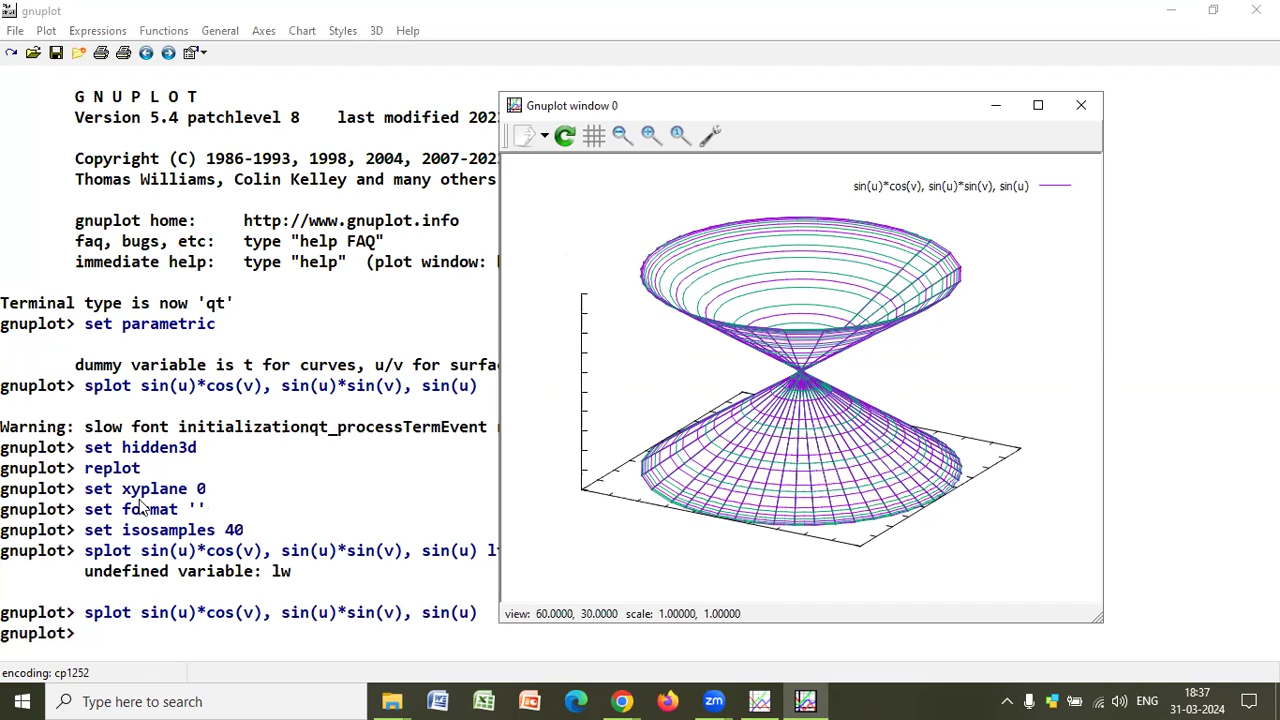 gnuplot
File Plot Expressions Functions General Axes Chart Styles 3D Help
G N U P L O T
Version 5.4 patchlevel 8 last modified 202
Copyright (C) 1986-1993, 1998, 2004, 2007-202
Thomas Williams, Colin Kelley and many others
gnuplot home: http://www.gnuplot.info
faq, bugs, etc: type "help FAQ"
immediate help: type "help" (plot window: h
Terminal type is now 'qt'
gnuplot> set parametric
dummy variable is t for curves, u/v for surf
gnuplot> splot sin(u)*cos(v), sin(u)*sin(v), sin(u)
Warning: slow font initializationqt_processTermEvent
gnuplot> set hidden3d
gnuplot> replot
gnuplot> set xyplane 0
gnuplot> set format ''
gnuplot> set isosamples 40
gnuplot> splot sin(u)*cos(v), sin(u)*sin(v), sin(u)
undefined variable: lw
gnuplot> splot sin(u)*cos(v), sin(u)*sin(v), sin(u)
gnuplot>
encoding: cp1252
Gnuplot window 0
sin(u)*cos(v), sin(u)*sin(v), sin(u)
view: 60.0000, 30.0000 scale: 1.00000, 1.00000
Type here to search
ENG
18:37
31-03-2024